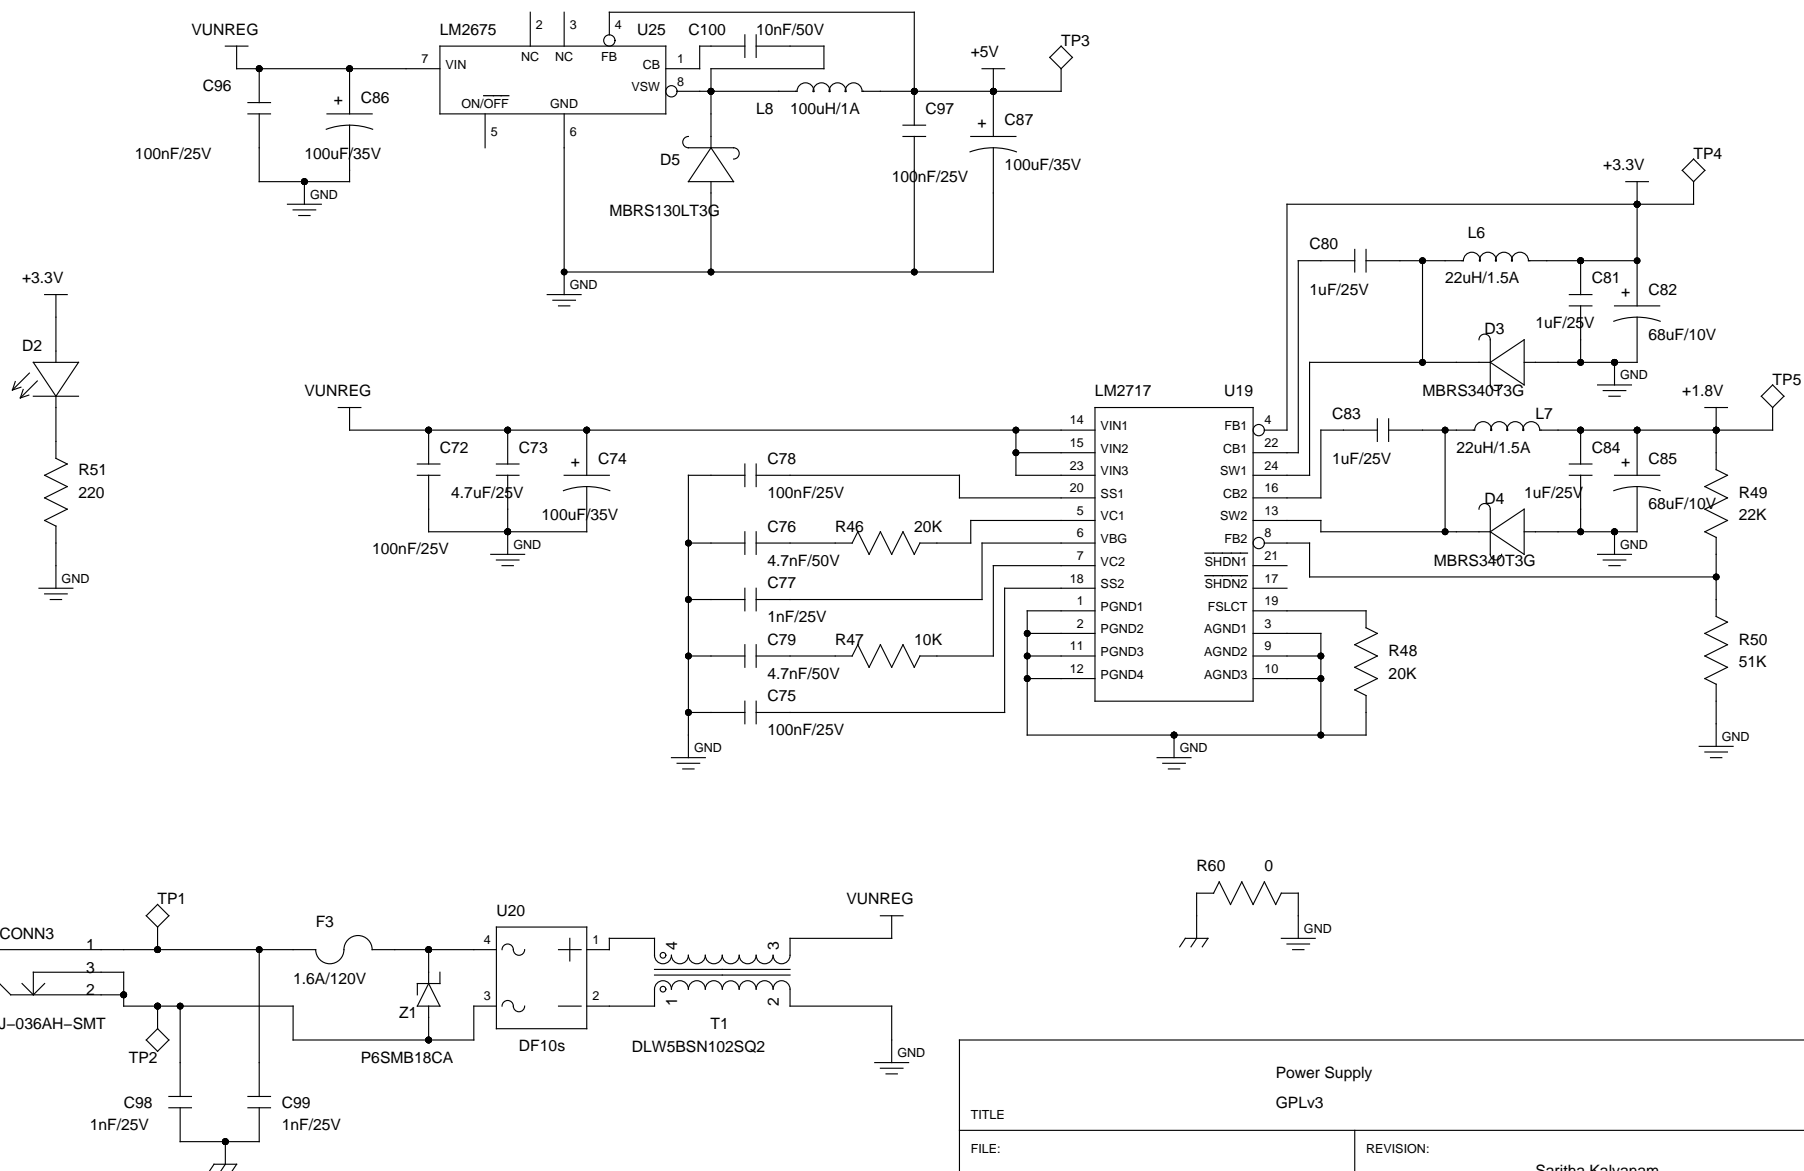 VUNREG
LM2675
2
3
4
U25
C100
10nF/50V
7
VIN
NC
NC
FB
CB
1
VSW
8
ON/OFF
GND
5
6
C96
100nF/25V
+
C86
100uF/35V
GND
D5
MBRS130LT3G
L8
100uH/1A
+5V
TP3
C97
100nF/25V
+
C87
100uF/35V
GND
+3.3V
D2
R51
220
GND
+3.3V
TP4
C80
1uF/25V
L6
22uH/1.5A
C81
1uF/25V
+
C82
68uF/10V
D3
MBRS340T3G
GND
+1.8V
TP5
C83
1uF/25V
L7
22uH/1.5A
C84
1uF/25V
+
C85
68uF/10V
D4
MBRS340T3G
GND
R49
22K
R50
51K
GND
VUNREG
C72
100nF/25V
C73
4.7uF/25V
+
C74
100uF/35V
GND
LM2717
U19
14
VIN1
FB1
4
15
VIN2
CB1
22
23
VIN3
SW1
24
20
SS1
CB2
16
5
VC1
SW2
13
6
VBG
FB2
8
7
VC2
SHDN1
21
18
SS2
SHDN2
17
1
PGND1
FSLCT
19
2
PGND2
AGND1
3
11
PGND3
AGND2
9
12
PGND4
AGND3
10
C78
100nF/25V
C76
4.7nF/50V
R46
20K
C77
1nF/25V
C79
4.7nF/50V
R47
10K
C75
100nF/25V
GND
R48
20K
GND
R60
0
GND
CONN3
1
3
2
J−036AH−SMT
TP1
TP2
F3
1.6A/120V
Z1
P6SMB18CA
U20
4
1
3
2
DF10s
4
3
1
2
T1
DLW5BSN102SQ2
VUNREG
GND
C98
1nF/25V
C99
1nF/25V
Power Supply
GPLv3
TITLE
FILE:
REVISION:
Saritha Kalyanam